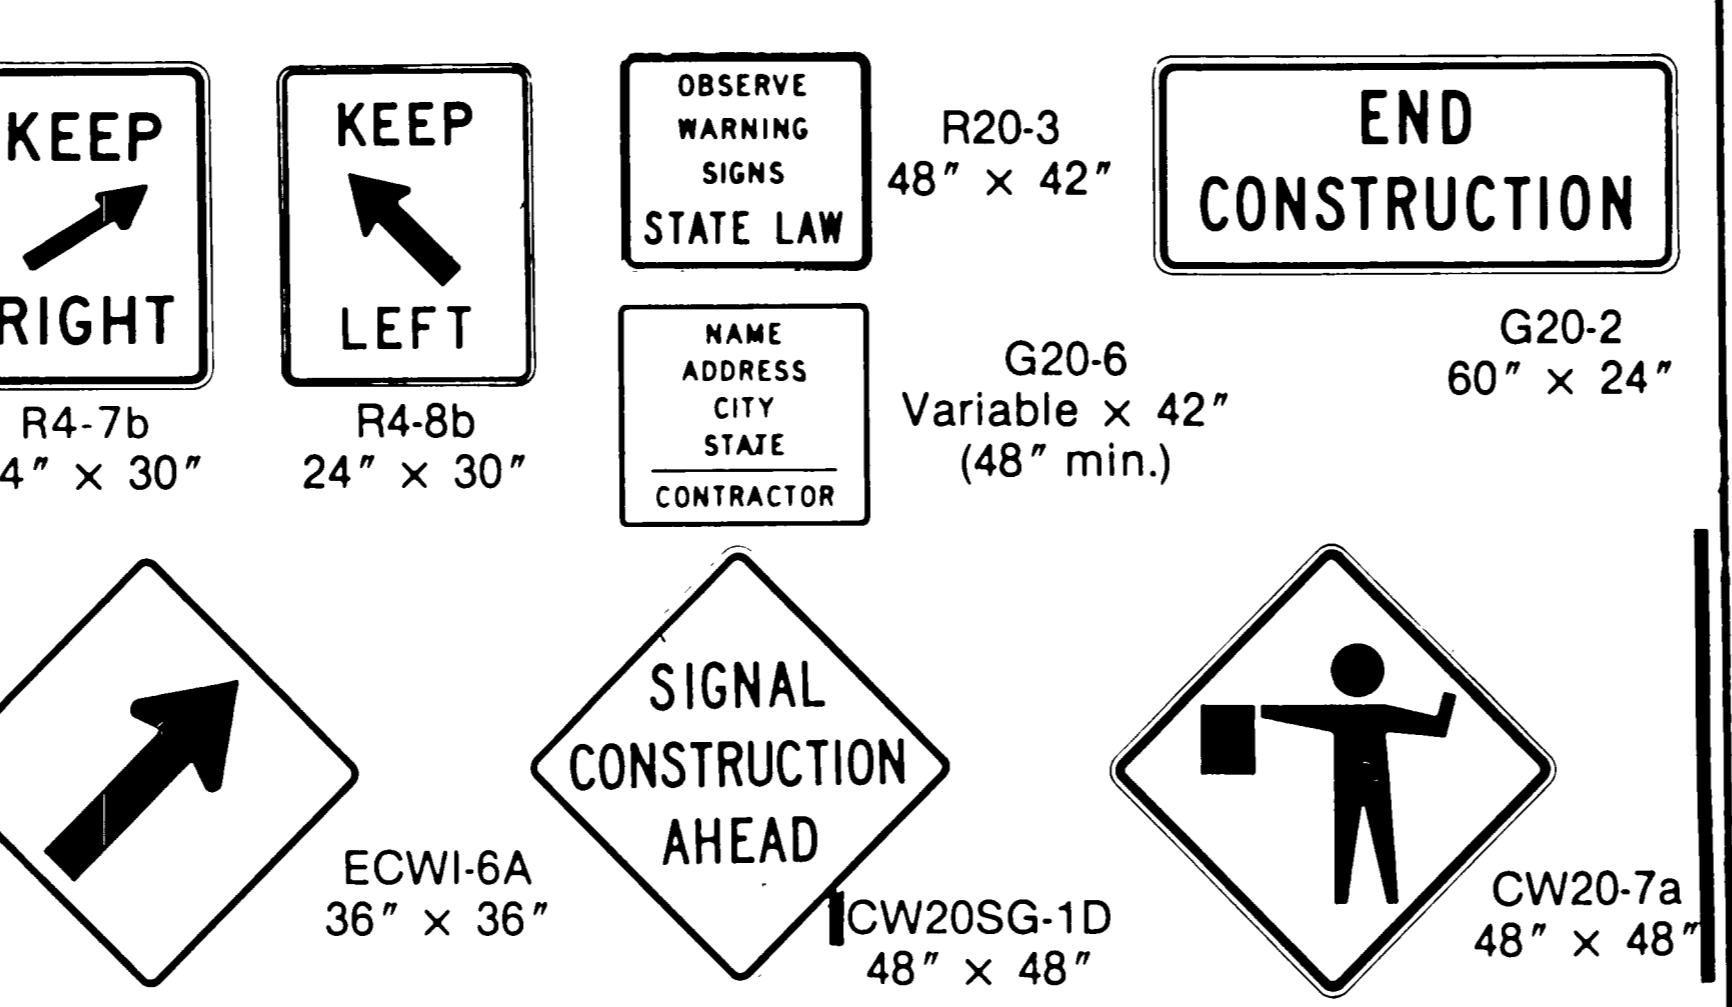 KEEP
RIGHT
R4-7b
4" × 30"
KEEP
LEFT
R4-8b
24" × 30"
OBSERVE
WARNING
SIGNS
STATE LAW
R20-3
48" × 42"
END
CONSTRUCTION
G20-2
60" × 24"
NAME
ADDRESS
CITY
STATE
CONTRACTOR
G20-6
Variable × 42"
(48" min.)
ECWI-6A
36" × 36"
SIGNAL
CONSTRUCTION
AHEAD
CW20SG-1D
48" × 48"
CW20-7a
48" × 48"